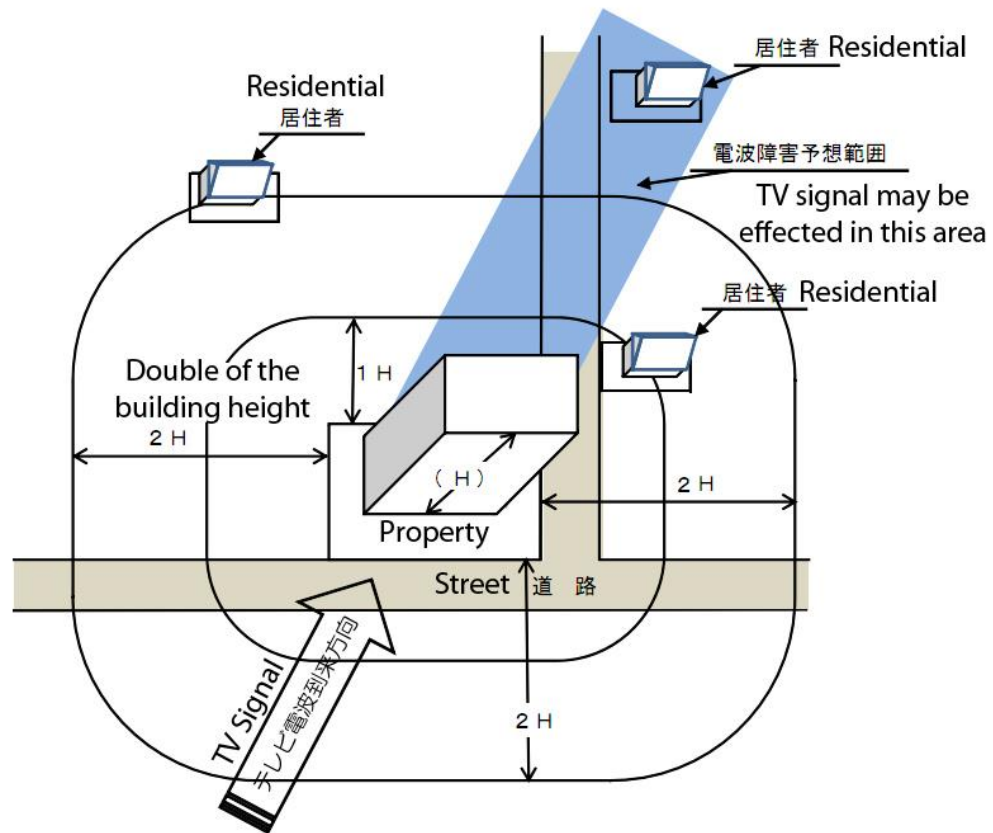 居住者 Residential
Residential
居住者
電波障害予想範囲
TV signal may be
effected in this area
居住者 Residential
1 H
Double of the
building height
2 H
( H )
2 H
Property
Street 道 路
TV Signal
テレビ電波到来方向
2 H